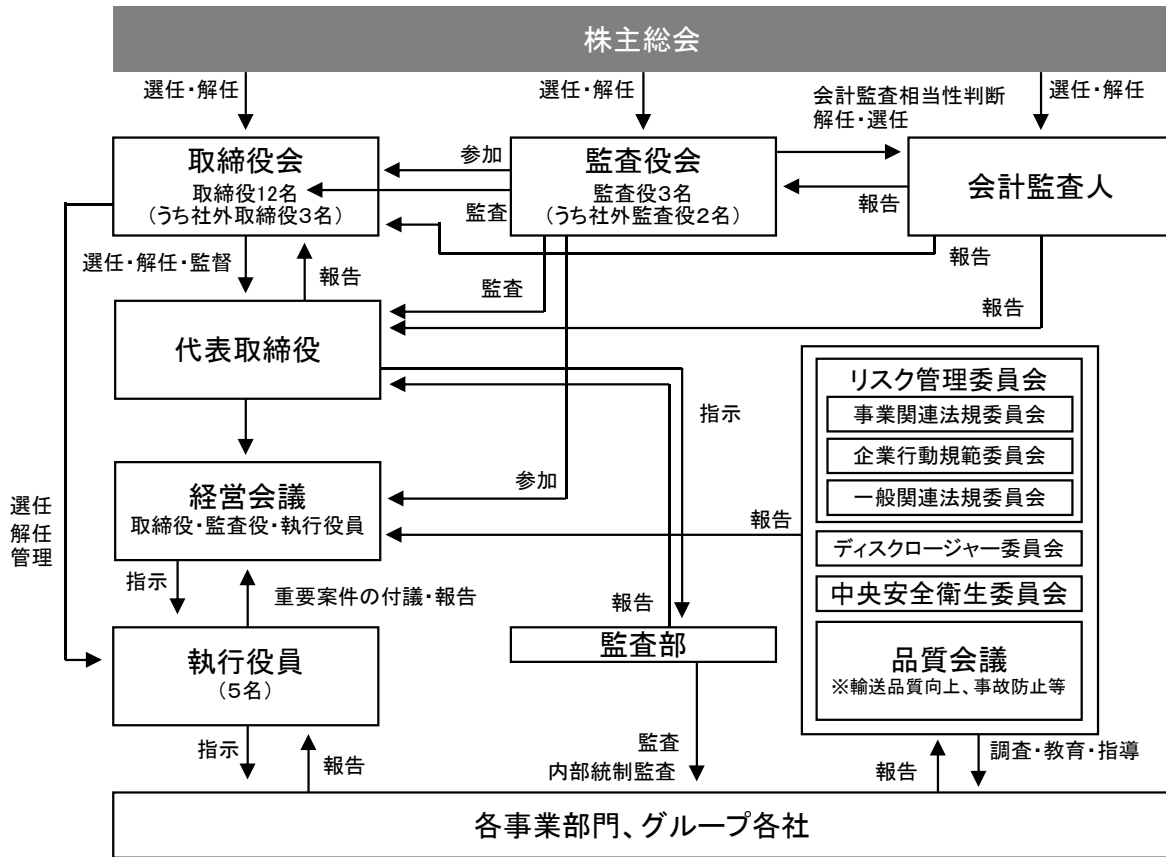 株主総会
選任・解任
選任・解任
会計監査相当性判断
解任・選任
選任・解任
取締役会
取締役12名
(うち社外取締役3名)
参加
監査
監査役会
監査役3名
(うち社外監査役2名)
報告
会計監査人
選任・解任・監督
報告
監査
報告
報告
代表取締役
指示
リスク管理委員会
事業関連法規委員会
企業行動規範委員会
一般関連法規委員会
ディスクロージャー委員会
中央安全衛生委員会
品質会議
※輸送品質向上、事故防止等
経営会議
取締役・監査役・執行役員
参加
報告
選任
解任
管理
指示
重要案件の付議・報告
報告
監査部
執行役員
(5名)
指示
報告
監査
内部統制監査
報告
調査・教育・指導
各事業部門、グループ各社